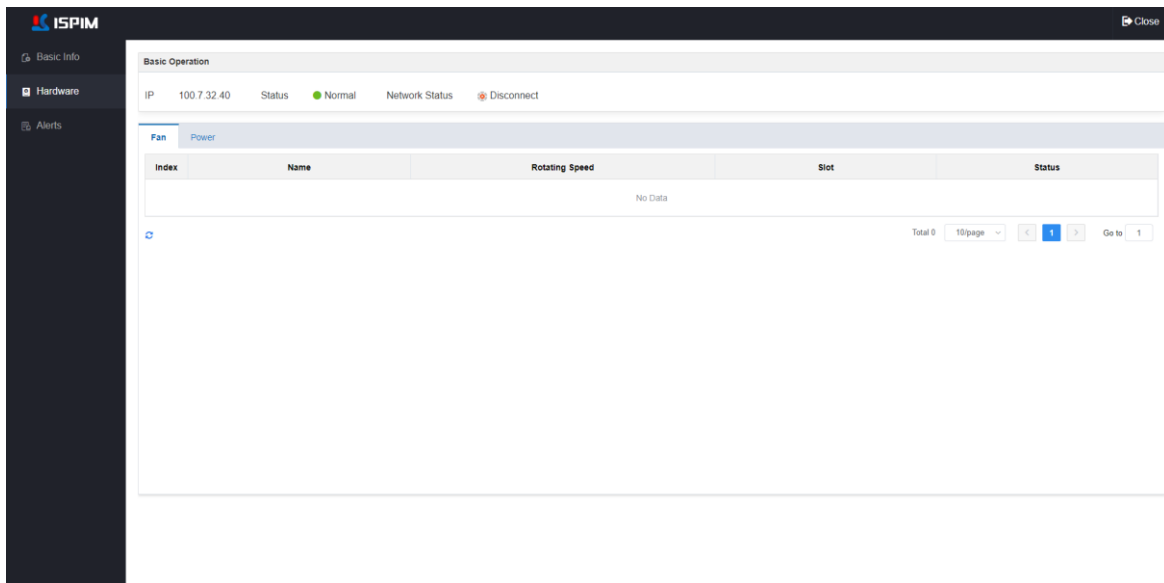 ISPIM
Close
Basic Info
Hardware
Alerts
Basic Operation
IP 100.7.32.40 Status Normal Network Status Disconnect
Fan Power
Index Name Rotating Speed Slot Status
No Data
Total 0 10/page 1 Go to 1